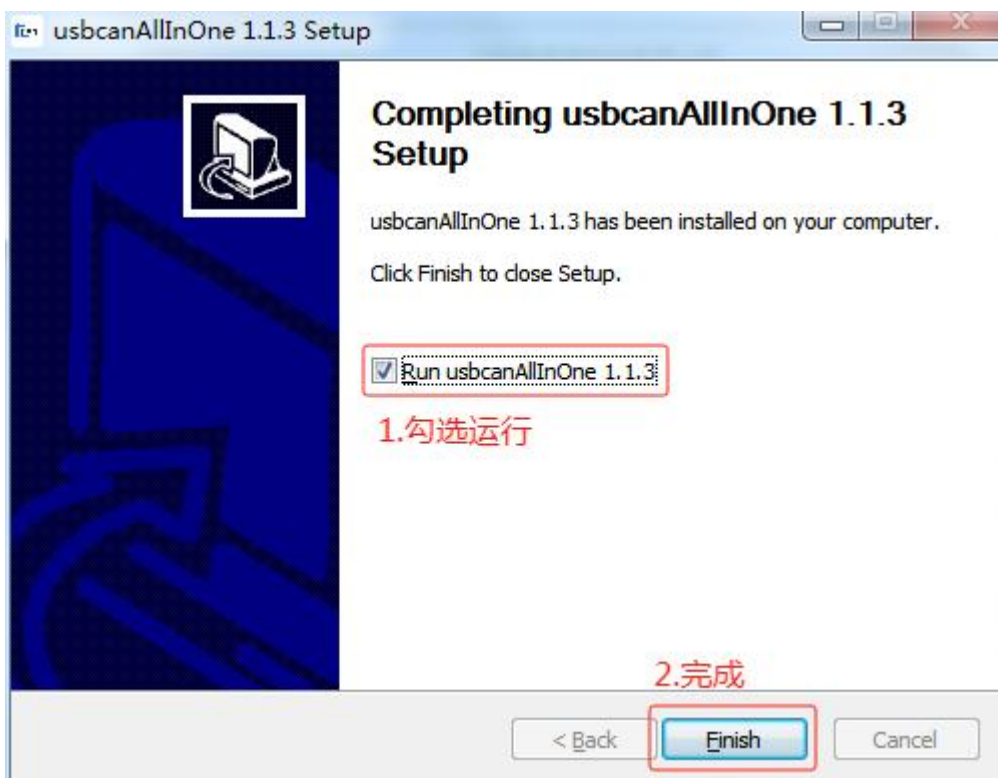 usbcanAllInOne 1.1.3 Setup
Completing usbcanAllInOne 1.1.3
Setup
usbcanAllInOne 1.1.3 has been installed on your computer.
Click Finish to close Setup.
Run usbcanAllInOne 1.1.3
1.勾选运行
2.完成
< Back
Finish
Cancel